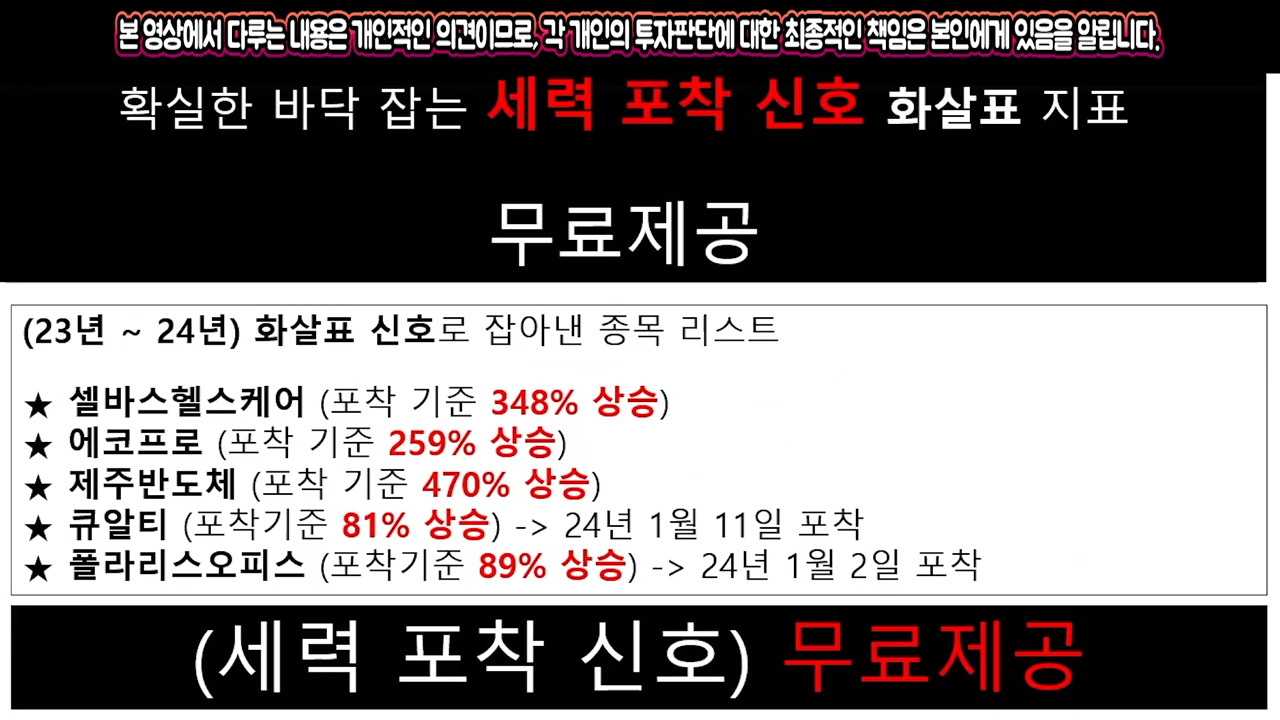 본 영상에서 다루는 내용은 개인적인 의견이므로, 각 개인의 투자판단에 대한 최종적인 책임은 본인에게 있음을 알립니다.
확실한 바닥 잡는 세력 포착 신호 화살표 지표
무료제공
(23년 ~ 24년) 화살표 신호로 잡아낸 종목 리스트
★ 셀바스헬스케어 (포착 기준 348% 상승)
★ 에코프로 (포착 기준 259% 상승)
★ 제주반도체 (포착 기준 470% 상승)
★ 큐알티 (포착기준 81% 상승) -> 24년 1월 11일 포착
★ 폴라리스오피스 (포착기준 89% 상승) -> 24년 1월 2일 포착
(세력 포착 신호) 무료제공